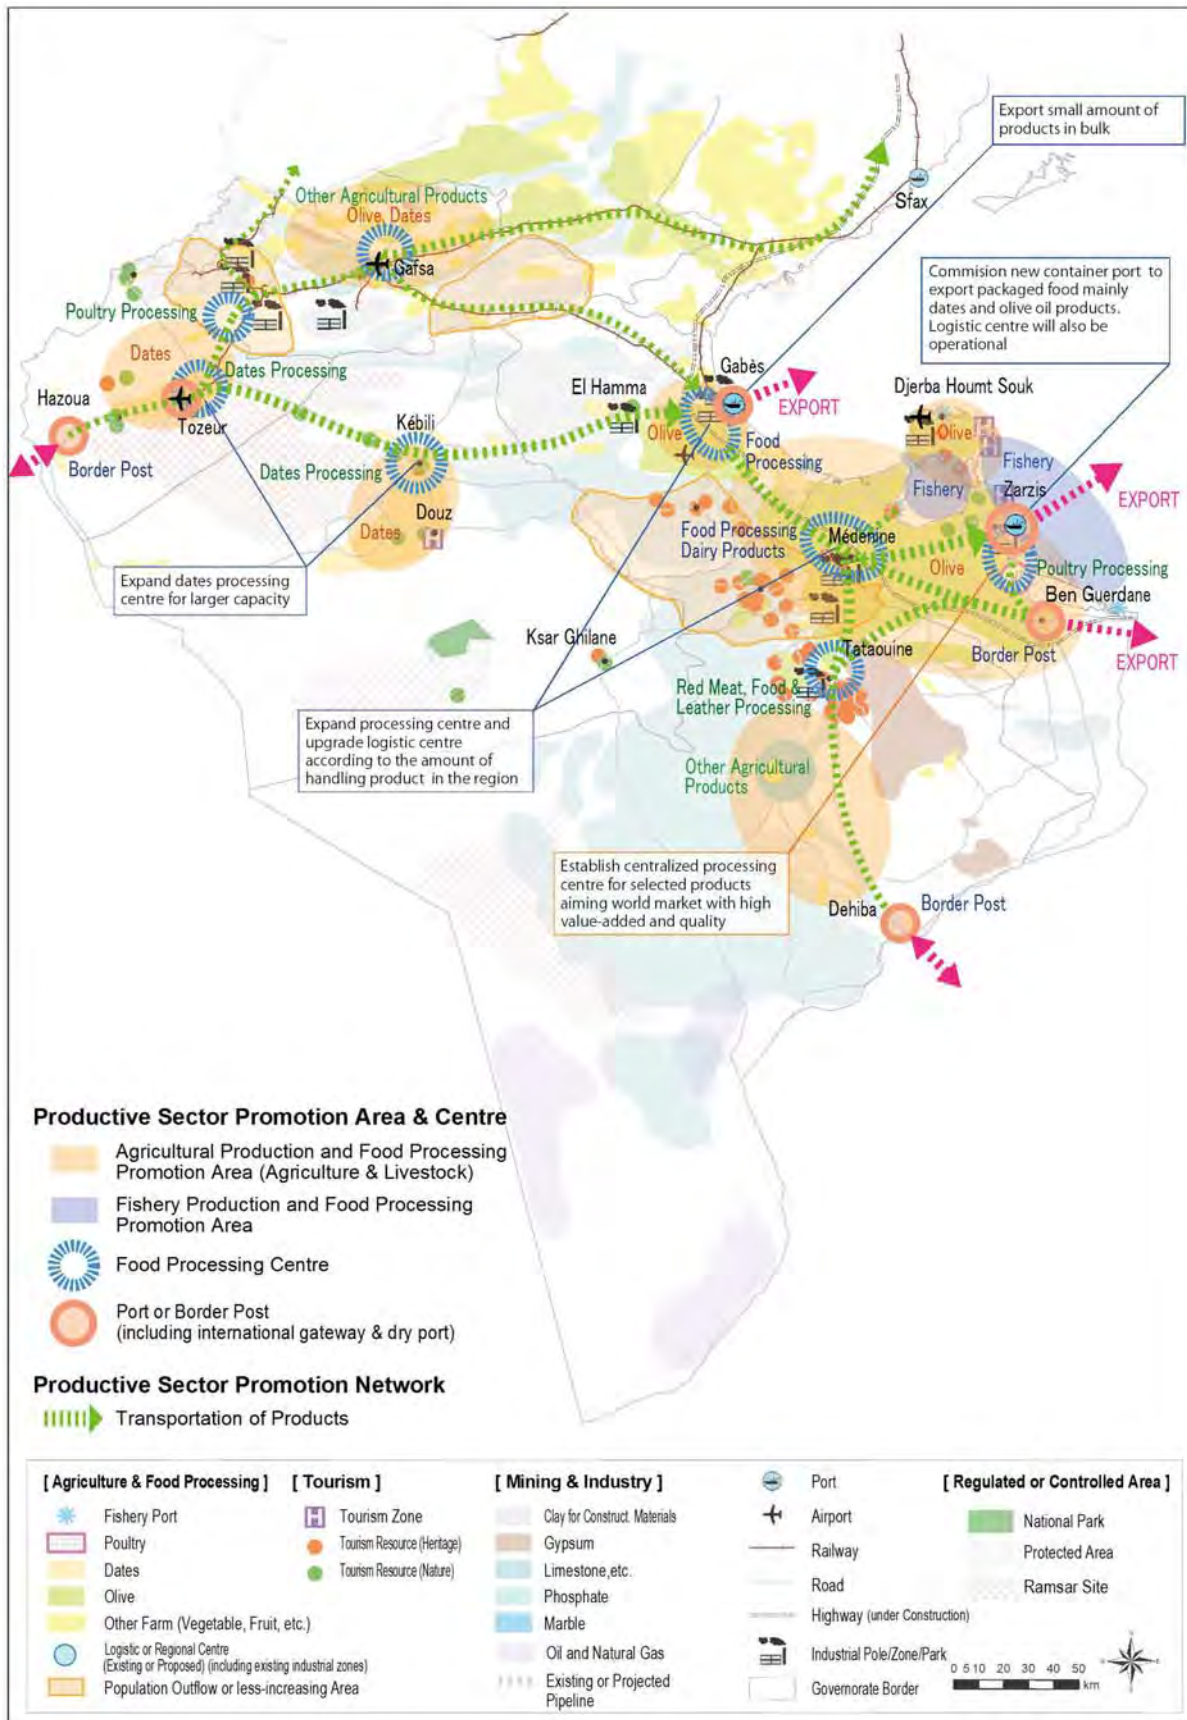 Export small amount of
products in bulk
Sfax
Other Agricultural Products
Olive, Dates
Gafsa
Commision new container port to
export packaged food mainly
dates and olive oil products.
Logistic centre will also be
operational
Poultry Processing
Dates
Dates Processing
Hazoua
Tozeur
Border Post
Kébili
Dates Processing
Douz
Dates
El Hamma
Gabès
EXPORT
Olive
Food
Processing
Djerba Houmt Souk
Olive
Fishery
Fishery
Zarzis
EXPORT
Food Processing
Dairy Products
Médenine
Olive
Poultry Processing
Ben Guerdane
Border Post
EXPORT
Expand dates processing
centre for larger capacity
Ksar Ghilane
Tataouine
Red Meat, Food &
Leather Processing
Expand processing centre and
upgrade logistic centre
according to the amount of
handling product in the region
Other Agricultural
Products
Establish centralized processing
centre for selected products
aiming world market with high
value-added and quality
Dehiba
Border Post
Productive Sector Promotion Area & Centre
Agricultural Production and Food Processing
Promotion Area (Agriculture & Livestock)
Fishery Production and Food Processing
Promotion Area
Food Processing Centre
Port or Border Post
(including international gateway & dry port)
Productive Sector Promotion Network
Transportation of Products
[ Agriculture & Food Processing ]
Fishery Port
Poultry
Dates
Olive
Other Farm (Vegetable, Fruit, etc.)
Logistic or Regional Centre
(Existing or Proposed) (including existing industrial zones)
Population Outflow or less-increasing Area
[ Tourism ]
H Tourism Zone
Tourism Resource (Heritage)
Tourism Resource (Nature)
[ Mining & Industry ]
Clay for Construct. Materials
Gypsum
Limestone,etc.
Phosphate
Marble
Oil and Natural Gas
Existing or Projected
Pipeline
Port
Airport
Railway
Road
Highway (under Construction)
Industrial Pole/Zone/Park
Governorate Border
[ Regulated or Controlled Area ]
National Park
Protected Area
Ramsar Site
0 5 10 20 30 40 50
km